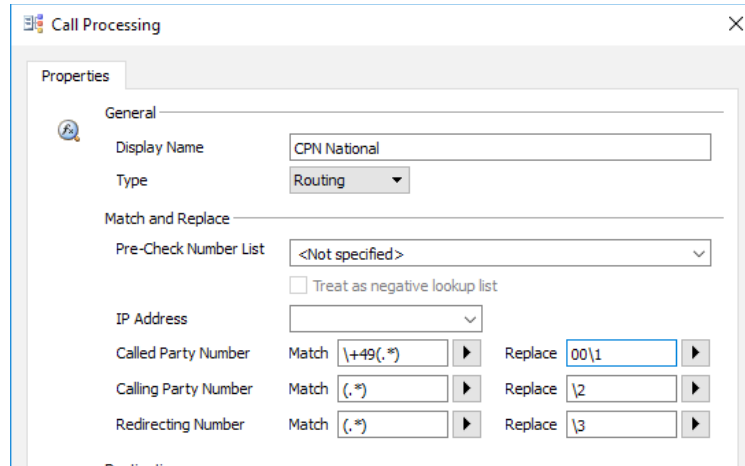 Call Processing
Properties
General
Display Name CPN National
Type Routing
Match and Replace
Pre-Check Number List <Not specified>
Treat as negative lookup list
IP Address
Called Party Number Match \+49(.*) Replace 00\1
Calling Party Number Match (.*) Replace \2
Redirecting Number Match (.*) Replace \3